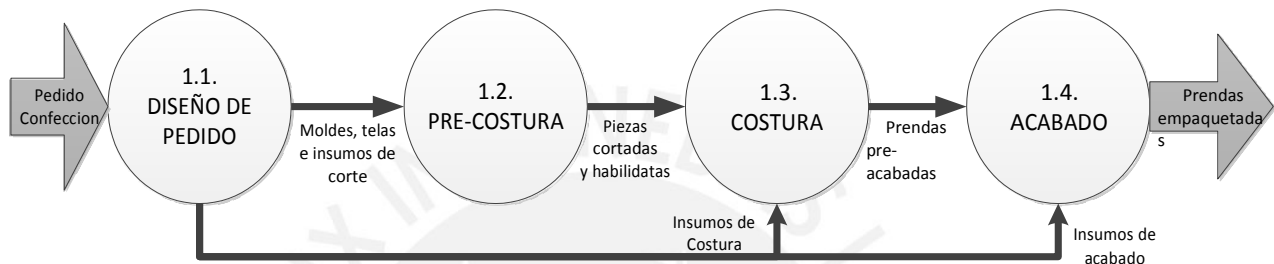 Pedido
Confeccion
1.1.
DISEÑO DE
PEDIDO
Moldes, telas
e insumos de
corte
1.2.
PRE-COSTURA
Piezas
cortadas
y habilidatas
1.3.
COSTURA
Prendas
pre-
acabadas
1.4.
ACABADO
Prendas
empaquetada
s
Insumos de
Costura
Insumos de
acabado